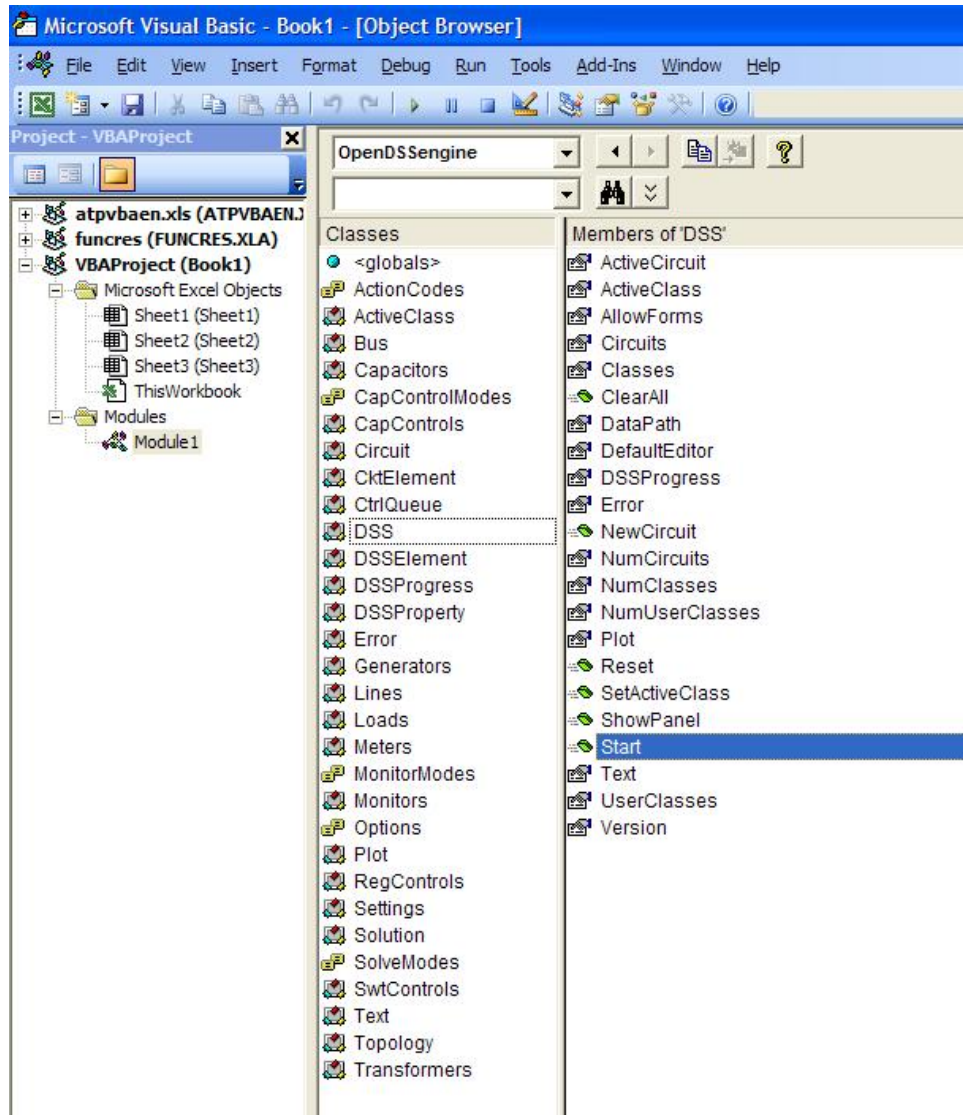 Microsoft Visual Basic - Book1 - [Object Browser]
File Edit View Insert Format Debug Run Tools Add-Ins Window Help
Project - VBAProject
atpvbaen.xls (ATPVBAEN.X
funcres (FUNCRES.XLA)
VBAProject (Book1)
Microsoft Excel Objects
Sheet1 (Sheet1)
Sheet2 (Sheet2)
Sheet3 (Sheet3)
ThisWorkbook
Modules
Module1
OpenDSSengine
Classes
<globals>
ActionCodes
ActiveClass
Bus
Capacitors
CapControlModes
CapControls
Circuit
CktElement
CtrlQueue
DSS
DSSElement
DSSProgress
DSSProperty
Error
Generators
Lines
Loads
Meters
MonitorModes
Monitors
Options
Plot
RegControls
Settings
Solution
SolveModes
SwtControls
Text
Topology
Transformers
Members of 'DSS'
ActiveCircuit
ActiveClass
AllowForms
Circuits
Classes
ClearAll
DataPath
DefaultEditor
DSSProgress
Error
NewCircuit
NumCircuits
NumClasses
NumUserClasses
Plot
Reset
SetActiveClass
ShowPanel
Start
Text
UserClasses
Version